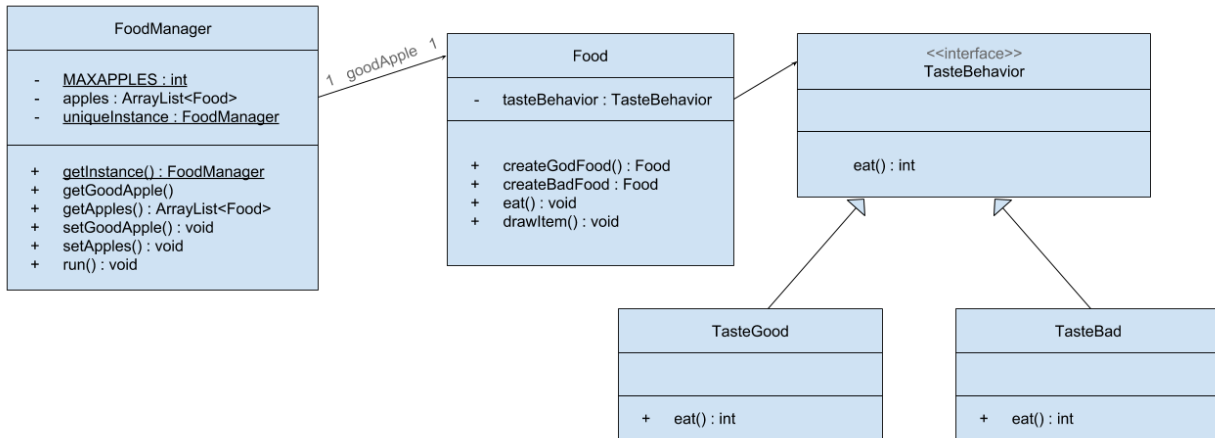 FoodManager
- MAXAPPLES : int
- apples : ArrayList<Food>
- uniqueInstance : FoodManager
+ getInstance() : FoodManager
+ getGoodApple()
+ getApples() : ArrayList<Food>
+ setGoodApple() : void
+ setApples() : void
+ run() : void
1 goodApple 1
Food
- tasteBehavior : TasteBehavior
+ createGodFood() : Food
+ createBadFood : Food
+ eat() : void
+ drawItem() : void
<<interface>>
TasteBehavior
eat() : int
TasteGood
+ eat() : int
TasteBad
+ eat() : int